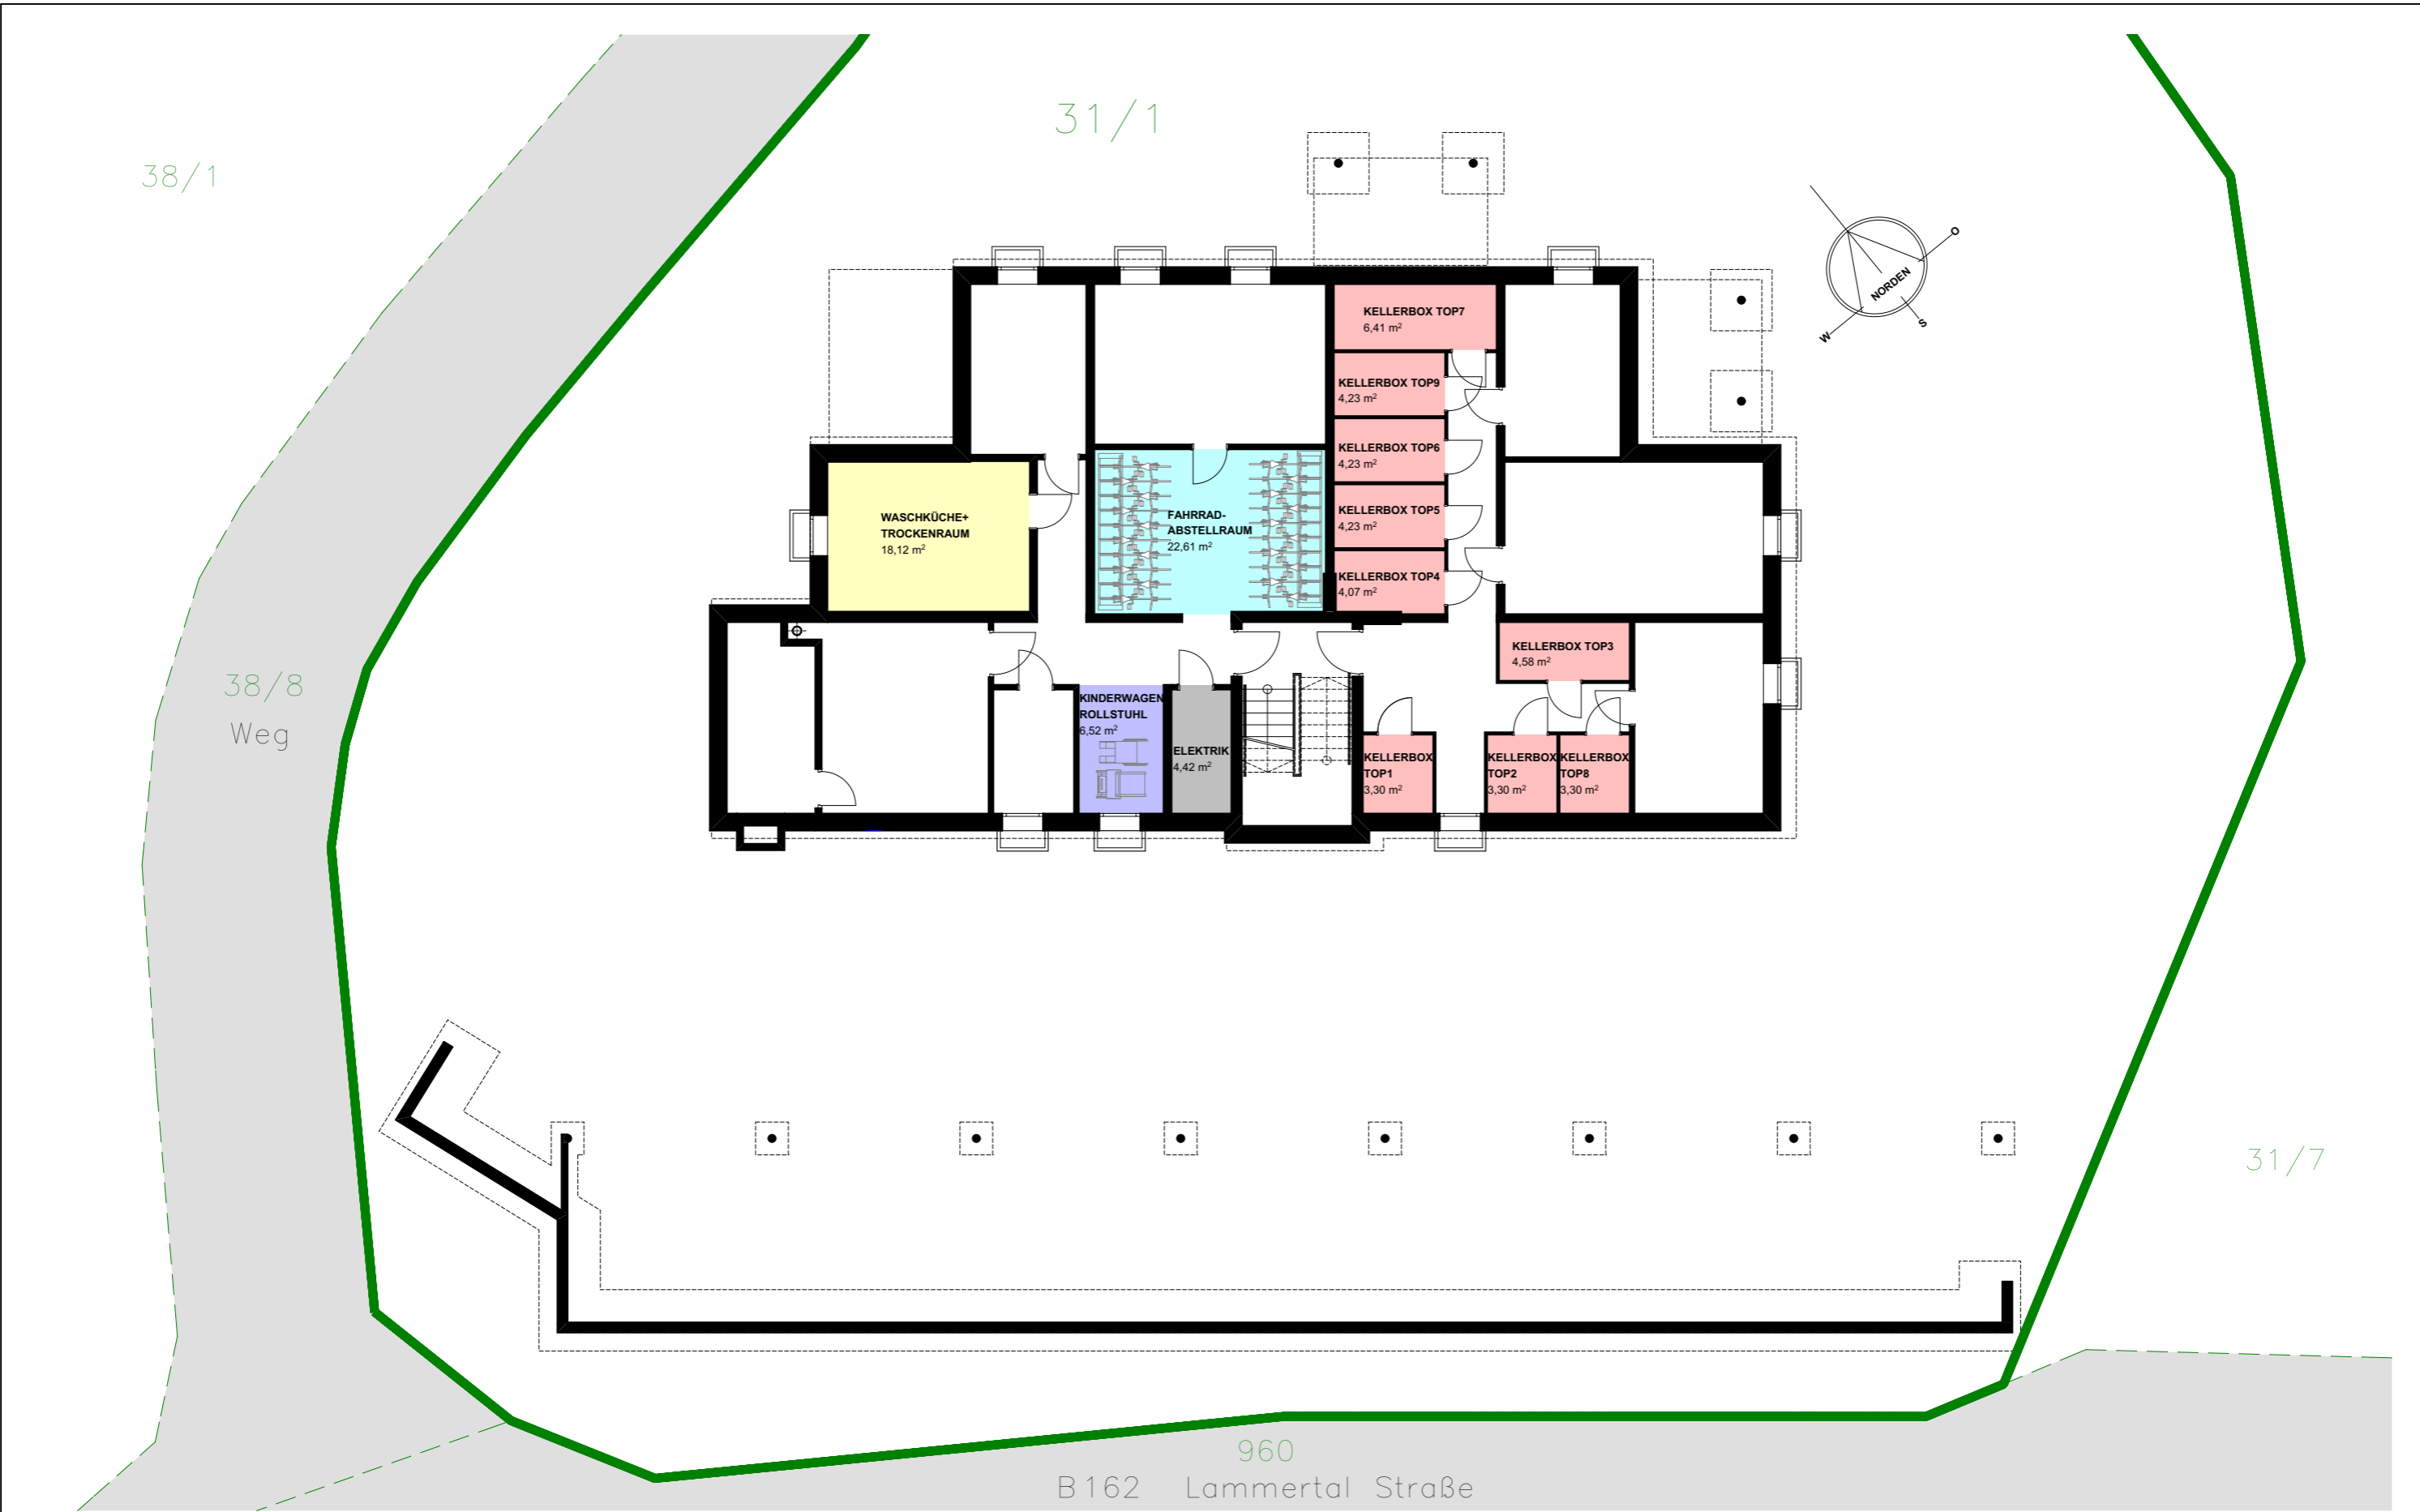 31/1
38/1
O
NORDEN
S
W
KELLERBOX TOP7
6,41 m²
KELLERBOX TOP9
4,23 m²
KELLERBOX TOP6
4,23 m²
KELLERBOX TOP5
4,23 m²
KELLERBOX TOP4
4,07 m²
WASCHKÜCHE+
TROCKENRAUM
18,12 m²
FAHRRAD-
ABSTELLRAUM
22,61 m²
KELLERBOX TOP3
4,58 m²
38/8
Weg
KINDERWAGEN
ROLLSTUHL
6,52 m²
ELEKTRIK
4,42 m²
KELLERBOX
TOP1
3,30 m²
KELLERBOX
TOP2
3,30 m²
KELLERBOX
TOP8
3,30 m²
31/7
960
B162 Lammertal Straße